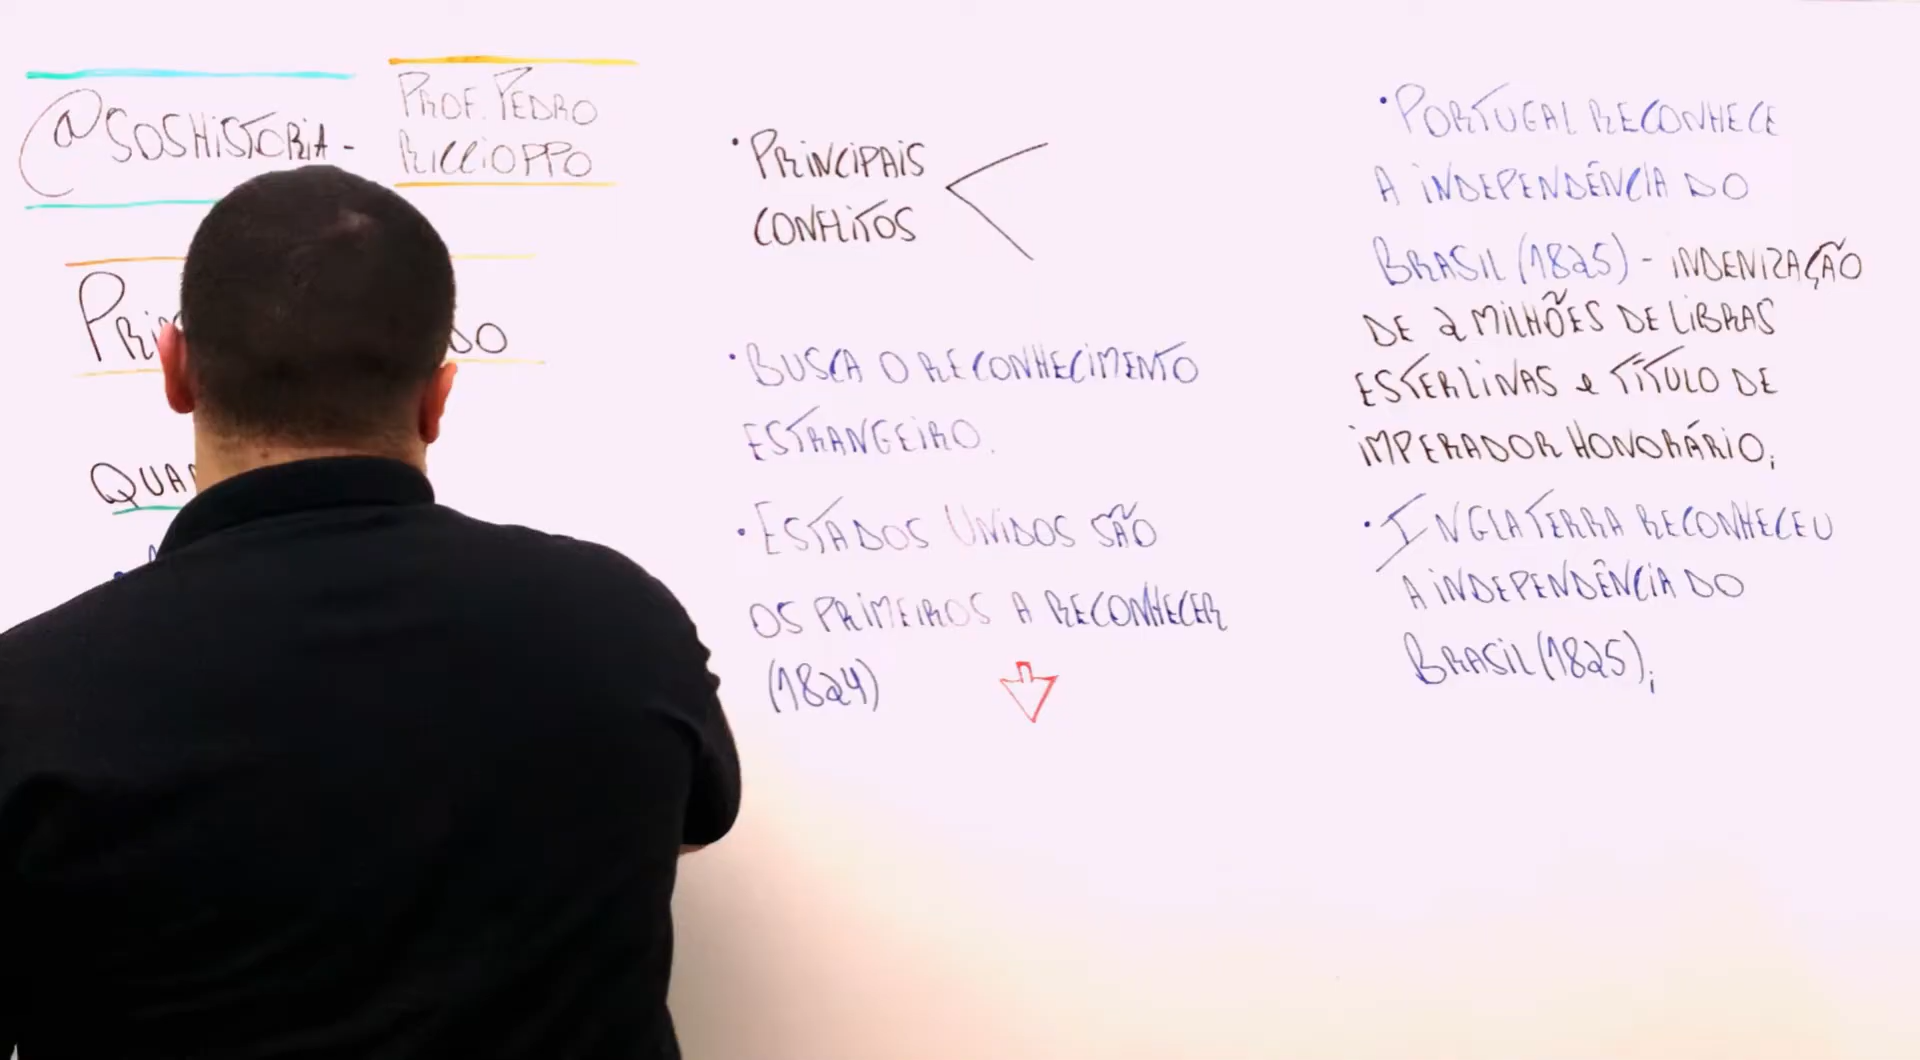 @SOSHISTORIA -
PROF. PEDRO
RICCIOPPO
• PRINCIPAIS
CONFLITOS
• BUSCA O RECONHECIMENTO
ESTRANGEIRO.
• ESTADOS UNIDOS SÃO
OS PRIMEIROS A RECONHECER
(1824)
• PORTUGAL RECONHECE
A INDEPENDÊNCIA DO
BRASIL (1825) - INDENIZAÇÃO
DE 2 MILHÕES DE LIBRAS
ESTERLINAS e TÍTULO DE
IMPERADOR HONORÁRIO;
• INGLATERRA RECONHECEU
A INDEPENDÊNCIA DO
BRASIL (1825);